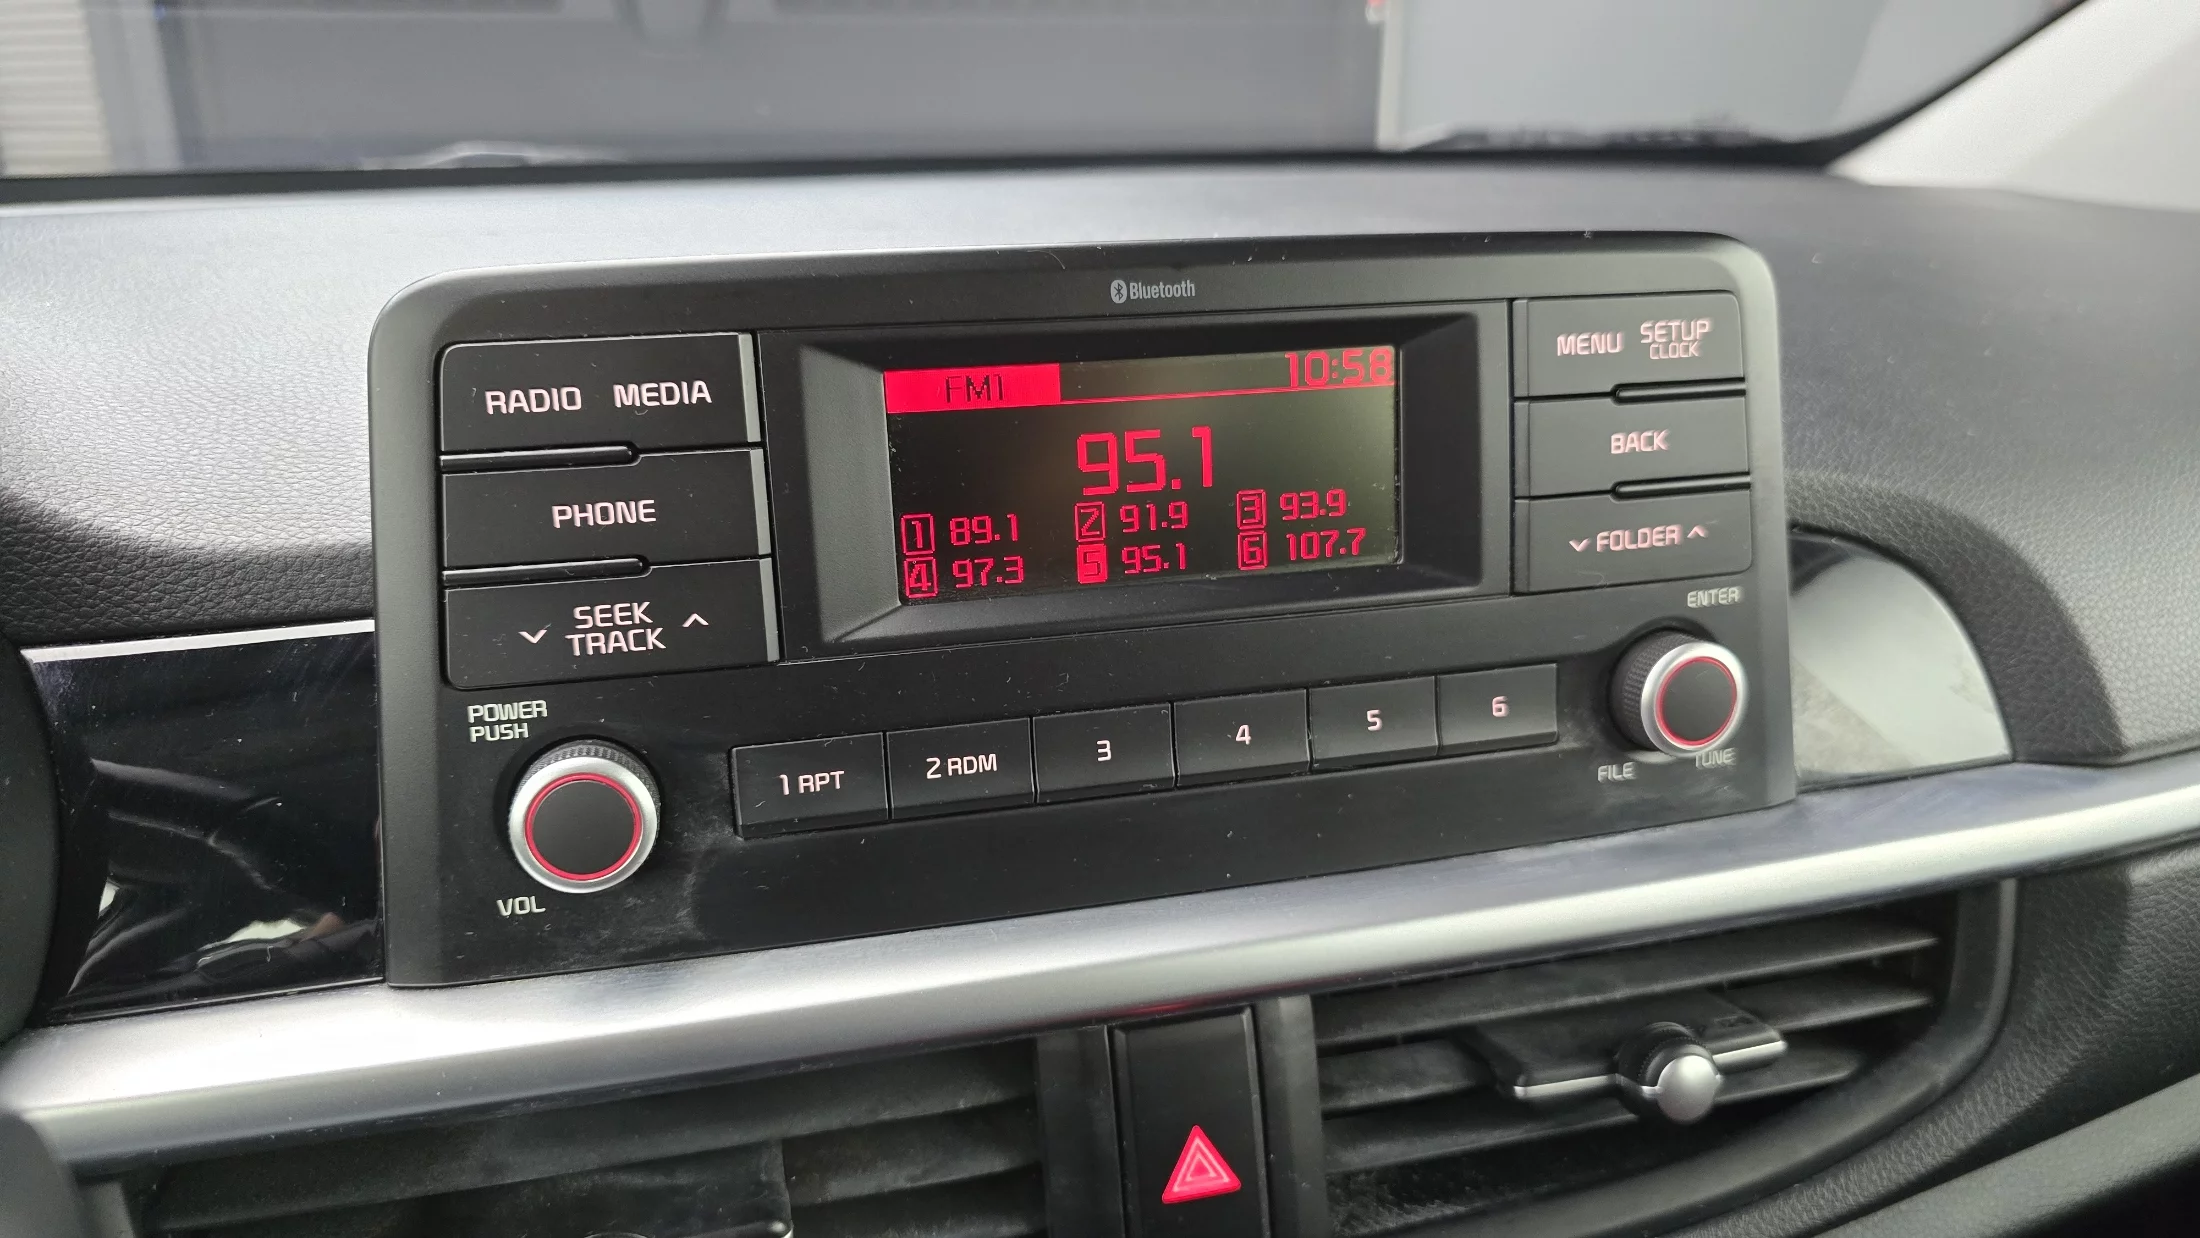 Bluetooth
RADIO MEDIA
PHONE
SEEK
TRACK
POWER
PUSH
VOL
FM1 10:58
95.1
1 89.1 2 91.9 3 93.9
4 97.3 5 95.1 6 107.7
MENU SETUP
CLOCK
BACK
FOLDER
ENTER
FILE TUNE
1 RPT 2 RDM 3 4 5 6